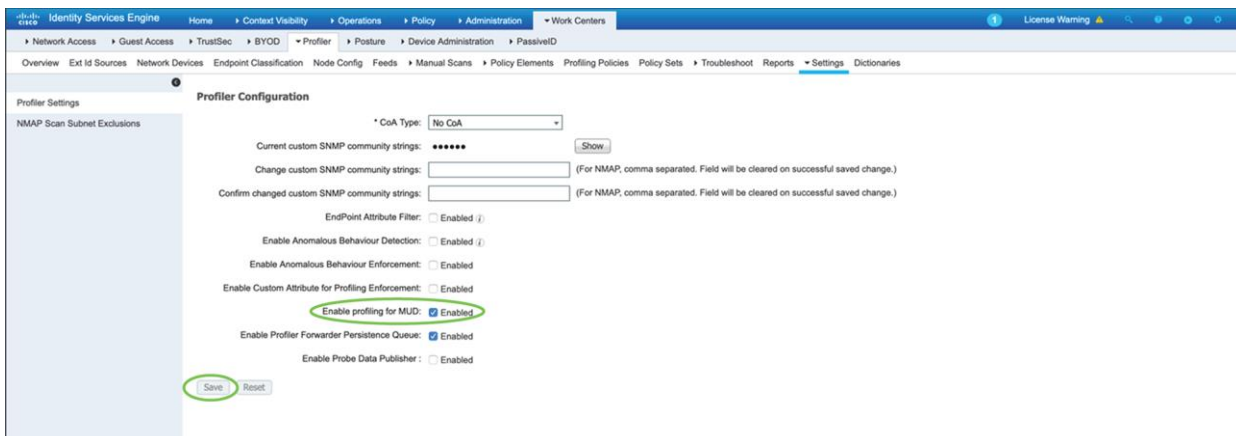 cisco Identity Services Engine Home Context Visibility Operations Policy Administration Work Centers 1 License Warning
Network Access Guest Access TrustSec BYOD Profiler Posture Device Administration PassiveID
Overview Ext Id Sources Network Devices Endpoint Classification Node Config Feeds Manual Scans Policy Elements Profiling Policies Policy Sets Troubleshoot Reports Settings Dictionaries
Profiler Settings
NMAP Scan Subnet Exclusions
Profiler Configuration
* CoA Type: No CoA
Current custom SNMP community strings: •••••• Show
Change custom SNMP community strings: (For NMAP, comma separated. Field will be cleared on successful saved change.)
Confirm changed custom SNMP community strings: (For NMAP, comma separated. Field will be cleared on successful saved change.)
EndPoint Attribute Filter: Enabled
Enable Anomalous Behaviour Detection: Enabled
Enable Anomalous Behaviour Enforcement: Enabled
Enable Custom Attribute for Profiling Enforcement: Enabled
Enable profiling for MUD: Enabled
Enable Profiler Forwarder Persistence Queue: Enabled
Enable Probe Data Publisher : Enabled
Save Reset